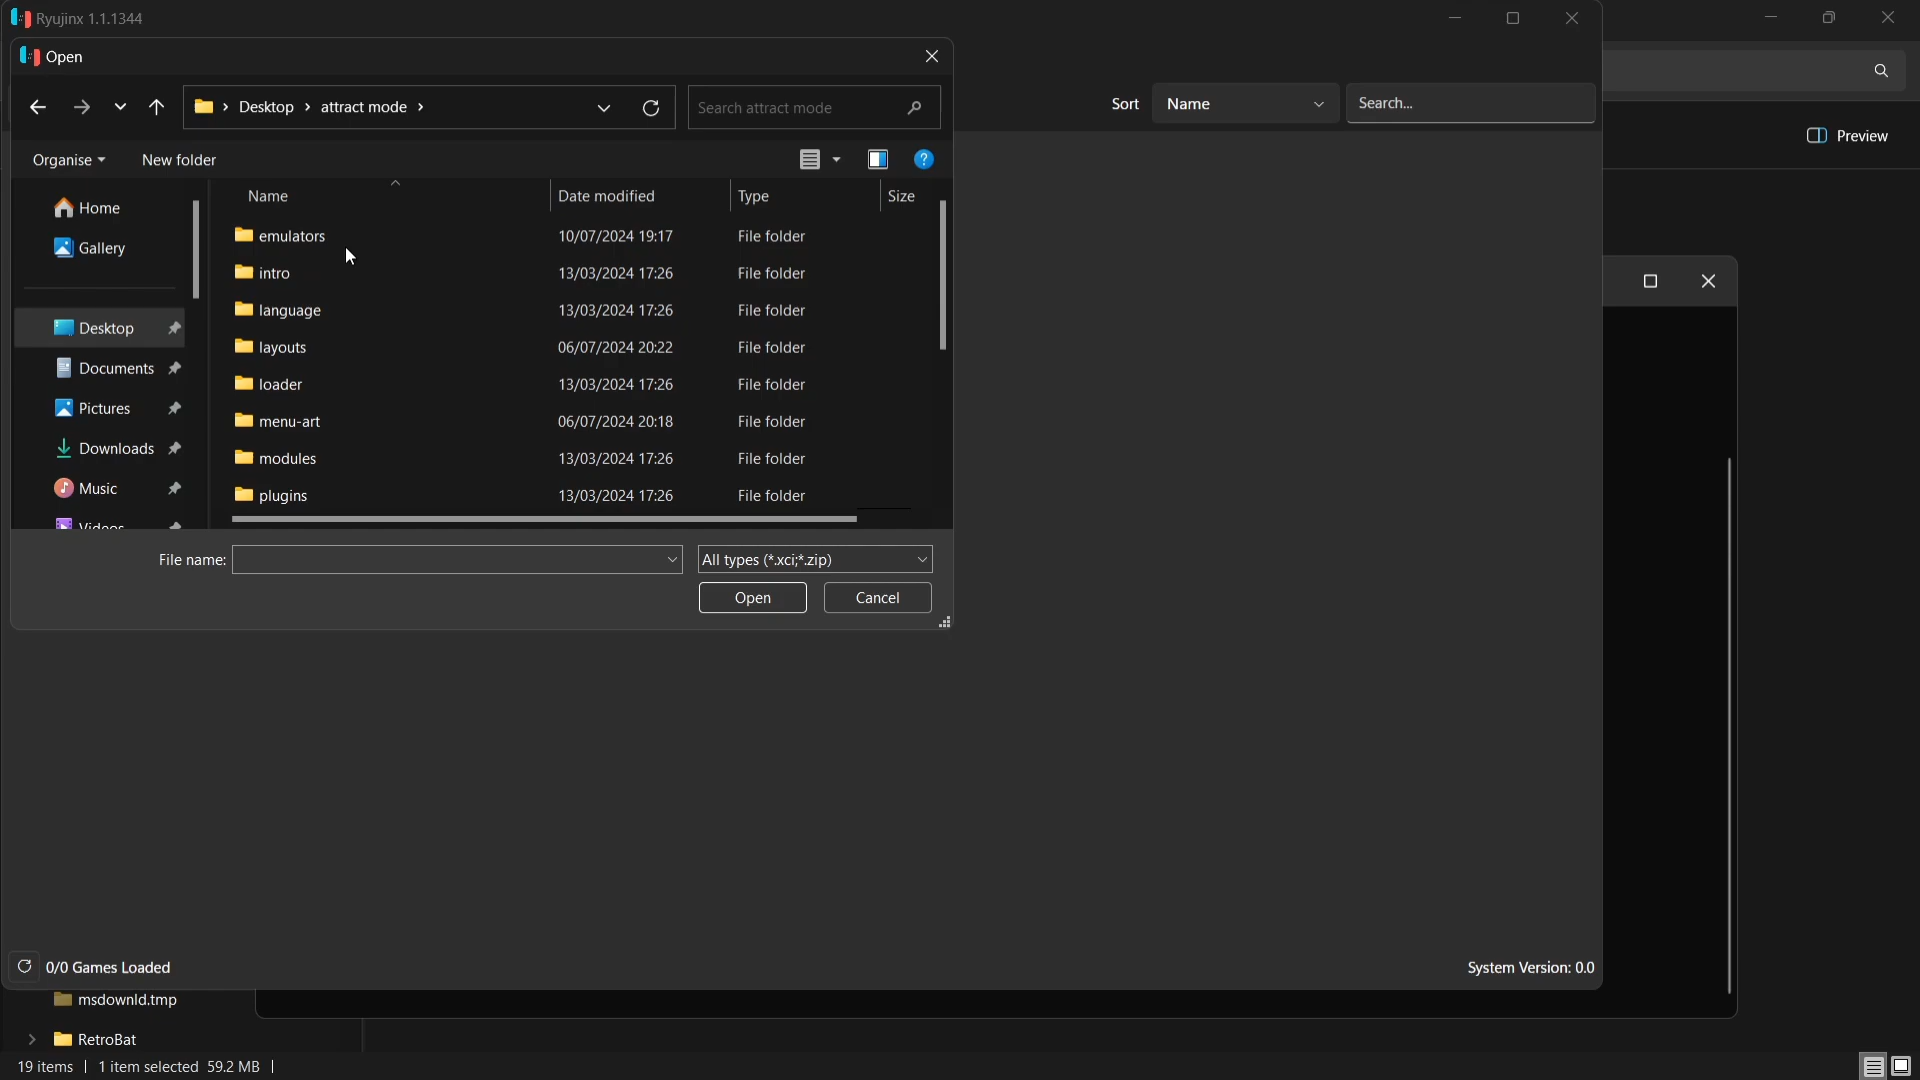 Ryujinx 1.1.1344
Open
Desktop > attract mode >
Search attract mode
Sort Name Search...
Organise New folder
Preview
Home
Gallery
Desktop
Documents
Pictures
Downloads
Music
Videos
Name Date modified Type Size
emulators 10/07/2024 19:17 File folder
intro 13/03/2024 17:26 File folder
language 13/03/2024 17:26 File folder
layouts 06/07/2024 20:22 File folder
loader 13/03/2024 17:26 File folder
menu-art 06/07/2024 20:18 File folder
modules 13/03/2024 17:26 File folder
plugins 13/03/2024 17:26 File folder
File name: All types (*.xci;*.zip)
Open Cancel
0/0 Games Loaded System Version: 0.0
msdownld.tmp
RetroBat
19 items | 1 item selected 59.2 MB |